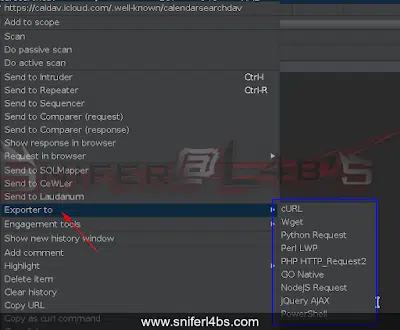 https://caldav.icloud.com/.well-known/calendarsearchdav
Add to scope
Scan
Do passive scan
Do active scan
Send to Intruder Ctrl-I
Send to Repeater Ctrl-R
Send to Sequencer
Send to Comparer (request)
Send to Comparer (response)
Show response in browser
Request in browser
Send to SQLMapper
Send to CeWLer
Send to Laudanum
Exporter to
Engagement tools
Show new history window
Add comment
Highlight
Delete item
Clear history
Copy URL
Copy as curl command
cURL
Wget
Python Request
Perl LWP
PHP HTTP_Request2
GO Native
NodeJS Request
jQuery AJAX
PowerShell
SNIFER@L4B'S
www.sniferl4bs.com